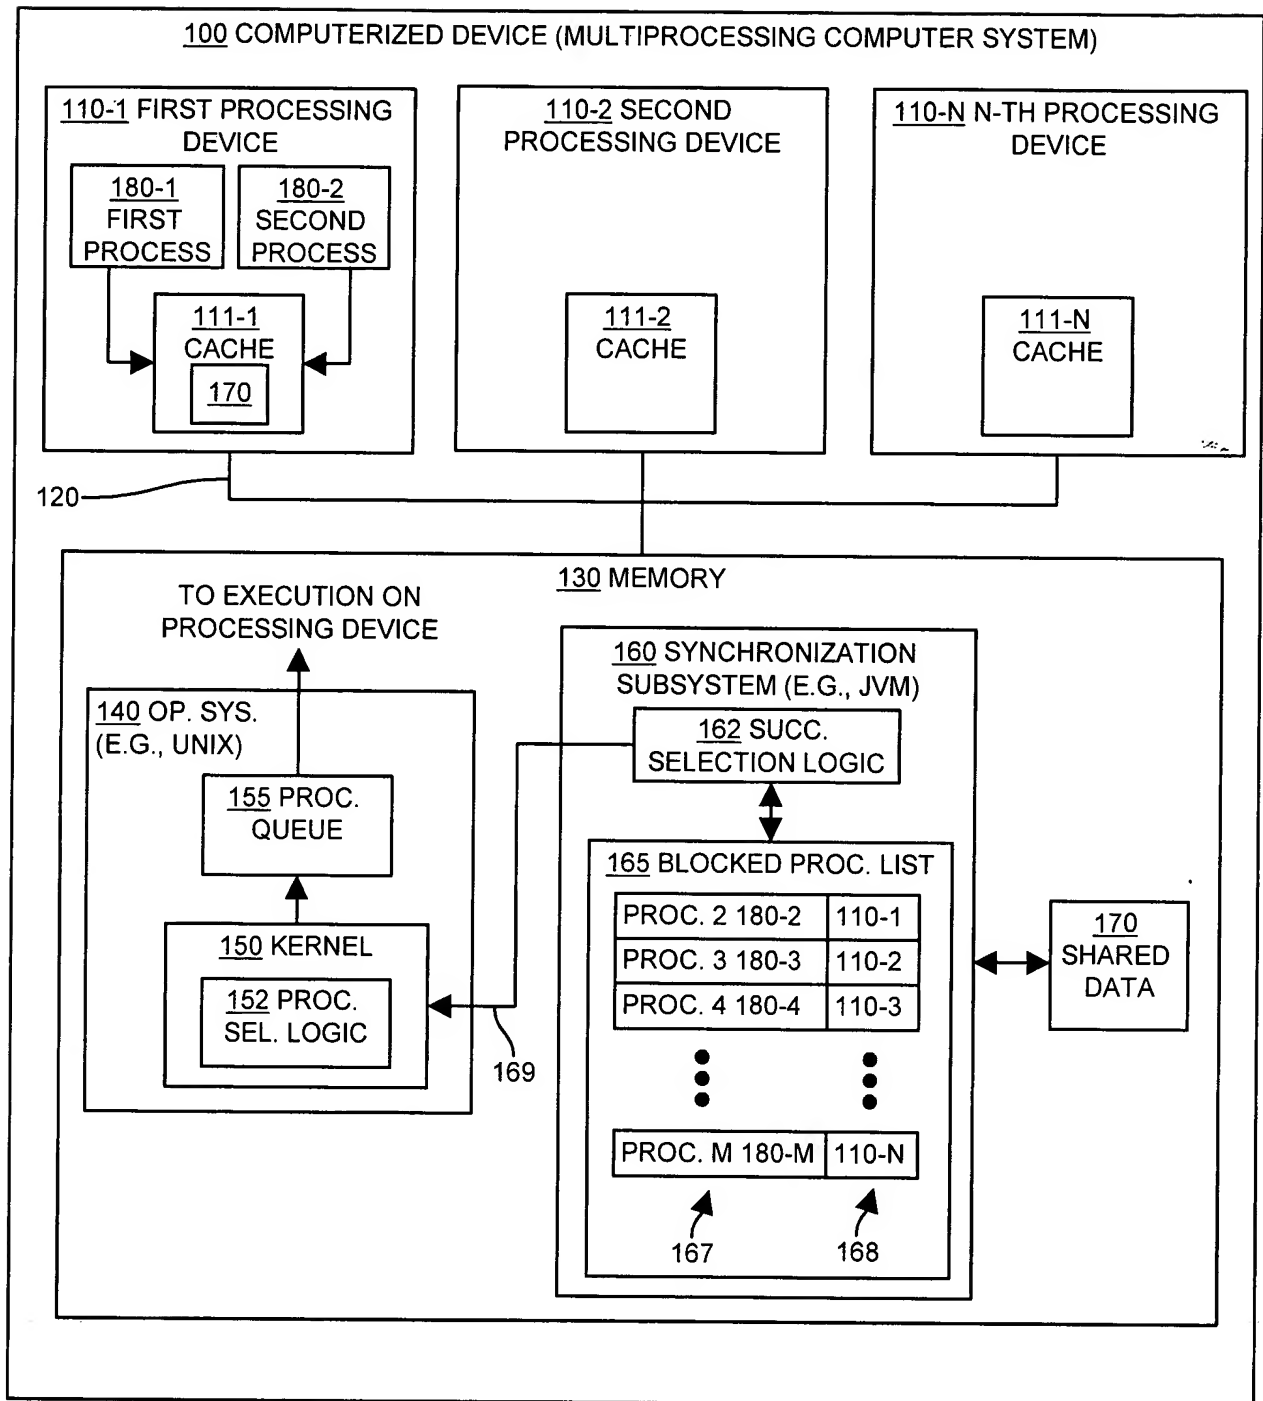 100 COMPUTERIZED DEVICE (MULTIPROCESSING COMPUTER SYSTEM)
110-1 FIRST PROCESSING
DEVICE
180-1
FIRST
PROCESS
180-2
SECOND
PROCESS
111-1
CACHE
170
110-2 SECOND
PROCESSING DEVICE
111-2
CACHE
110-N N-TH PROCESSING
DEVICE
111-N
CACHE
120
130 MEMORY
TO EXECUTION ON
PROCESSING DEVICE
140 OP. SYS.
(E.G., UNIX)
155 PROC.
QUEUE
150 KERNEL
152 PROC.
SEL. LOGIC
169
160 SYNCHRONIZATION
SUBSYSTEM (E.G., JVM)
162 SUCC.
SELECTION LOGIC
165 BLOCKED PROC. LIST
PROC. 2 180-2 110-1
PROC. 3 180-3 110-2
PROC. 4 180-4 110-3
PROC. M 180-M 110-N
167
168
170
SHARED
DATA